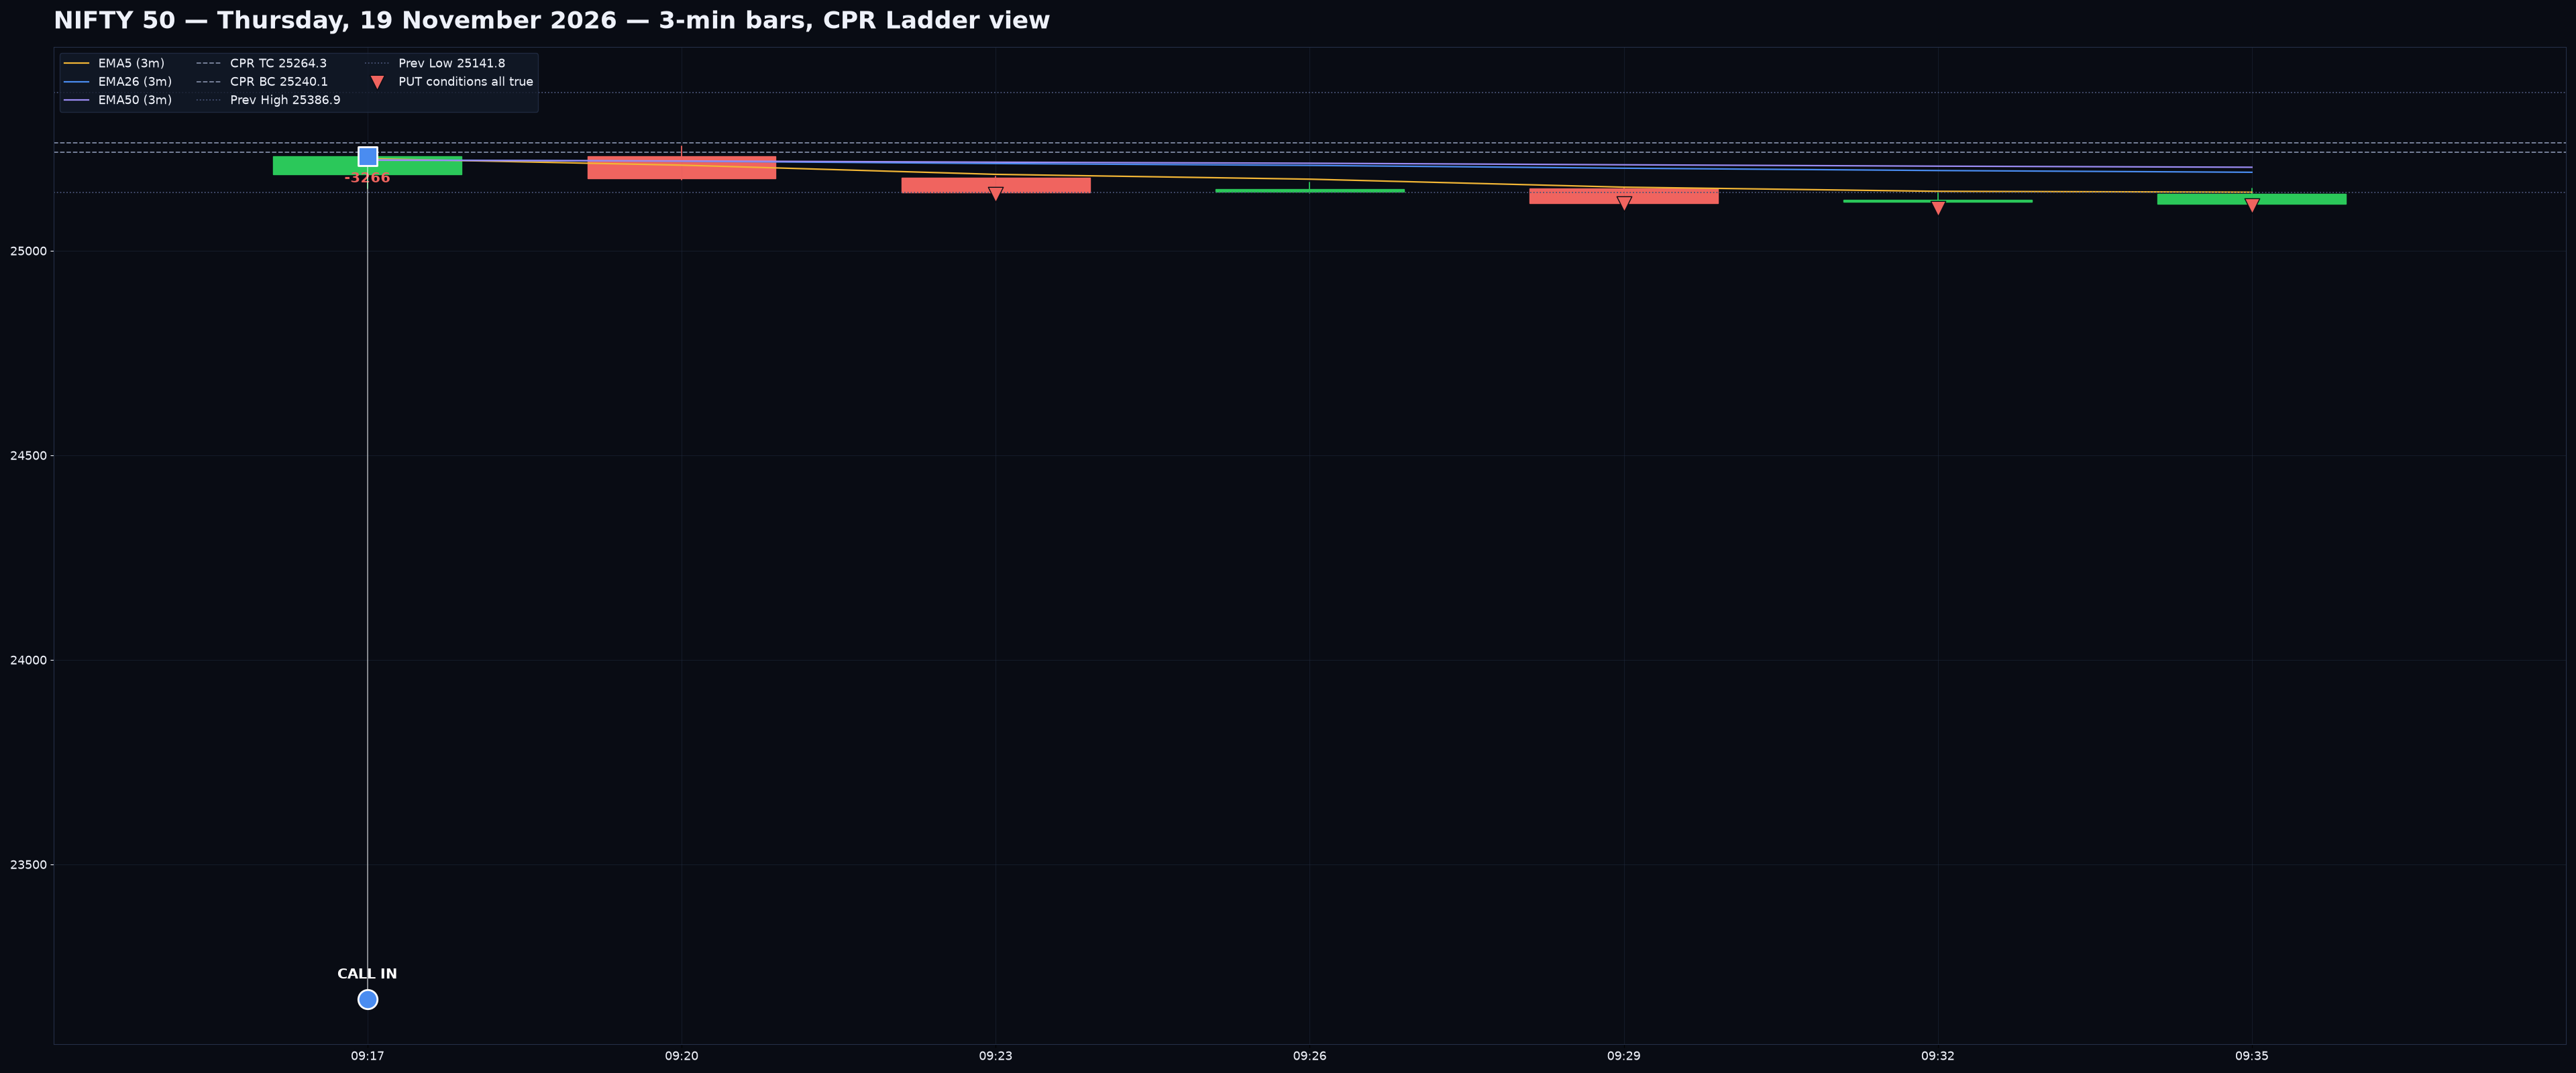 NIFTY 50 — Thursday, 19 November 2026 — 3-min bars, CPR Ladder view
EMA5 (3m)
EMA26 (3m)
EMA50 (3m)
CPR TC 25264.3
CPR BC 25240.1
Prev High 25386.9
Prev Low 25141.8
PUT conditions all true
-3266
25000
24500
24000
23500
CALL IN
09:17
09:20
09:23
09:26
09:29
09:32
09:35